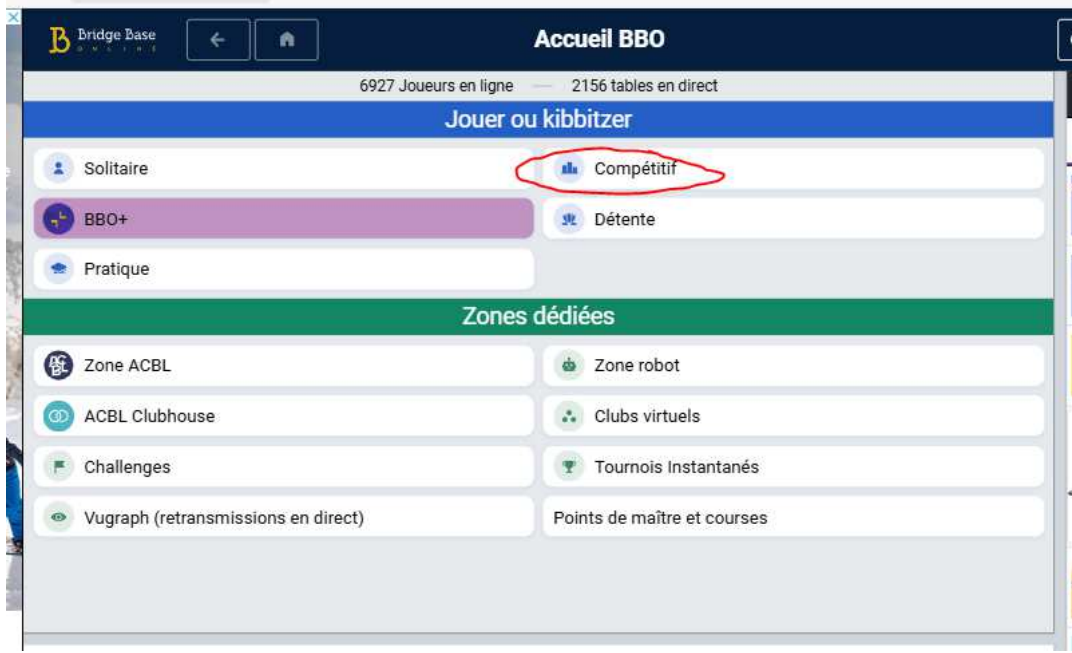 Bridge Base
ONLINE
Accueil BBO
6927 Joueurs en ligne — 2156 tables en direct
Jouer ou kibbitzer
Solitaire
Compétitif
BBO+
Détente
Pratique
Zones dédiées
Zone ACBL
Zone robot
ACBL Clubhouse
Clubs virtuels
Challenges
Tournois Instantanés
Vugraph (retransmissions en direct)
Points de maître et courses